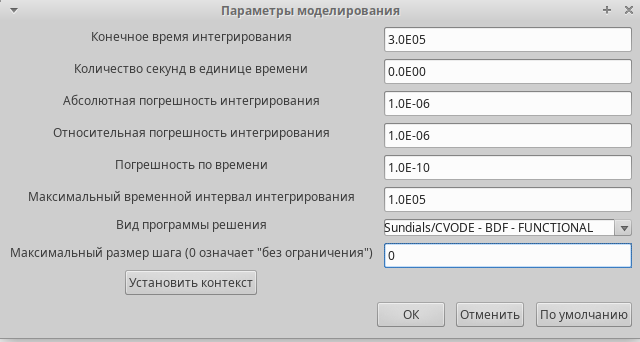 Параметры моделирования
Конечное время интегрирования 3.0E05
Количество секунд в единице времени 0.0E00
Абсолютная погрешность интегрирования 1.0E-06
Относительная погрешность интегрирования 1.0E-06
Погрешность по времени 1.0E-10
Максимальный временной интервал интегрирования 1.0E05
Вид программы решения Sundials/CVODE - BDF - FUNCTIONAL
Максимальный размер шага (0 означает "без ограничения") 0
Установить контекст
ОК Отменить По умолчанию